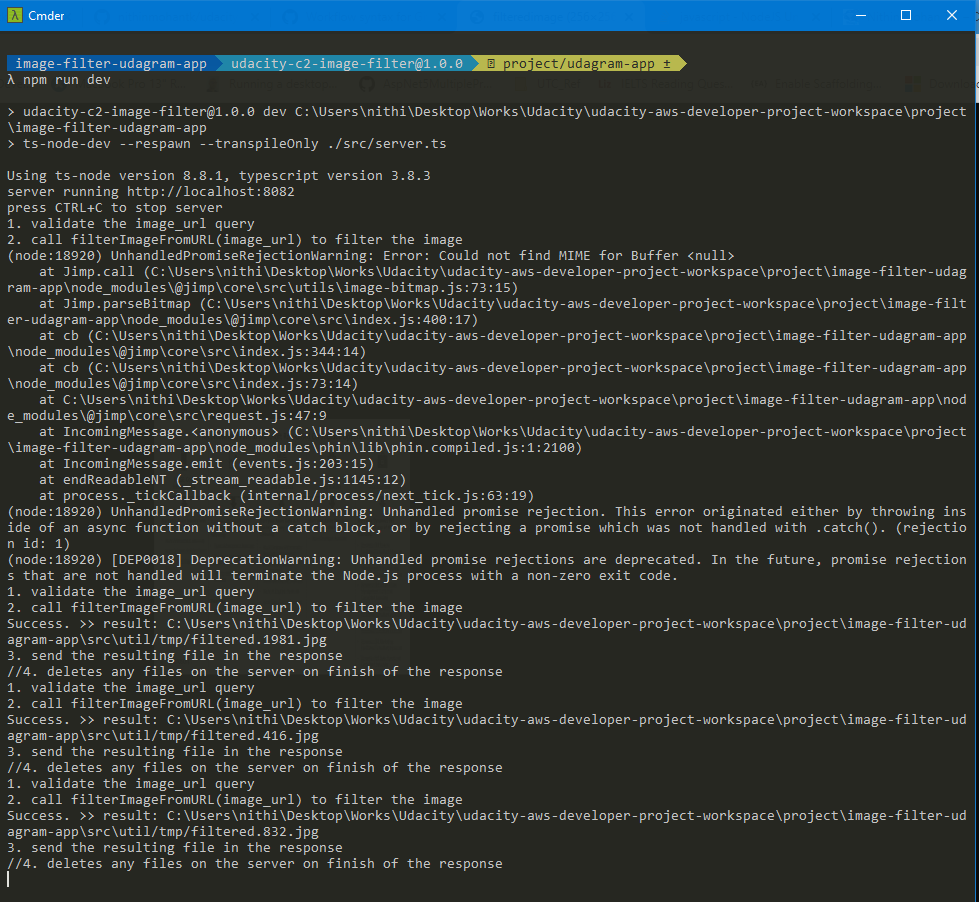 λ Cmder
image-filter-udagram-app udacity-c2-image-filter@1.0.0 project/udagram-app ±
λ npm run dev
> udacity-c2-image-filter@1.0.0 dev C:\Users\nithi\Desktop\Works\Udacity\udacity-aws-developer-project-workspace\project
\image-filter-udagram-app
> ts-node-dev --respawn --transpileOnly ./src/server.ts
Using ts-node version 8.8.1, typescript version 3.8.3
server running http://localhost:8082
press CTRL+C to stop server
1. validate the image_url query
2. call filterImageFromURL(image_url) to filter the image
(node:18920) UnhandledPromiseRejectionWarning: Error: Could not find MIME for Buffer <null>
    at Jimp.call (C:\Users\nithi\Desktop\Works\Udacity\udacity-aws-developer-project-workspace\project\image-filter-udag
ram-app\node_modules\@jimp\core\src\utils\image-bitmap.js:73:15)
    at Jimp.parseBitmap (C:\Users\nithi\Desktop\Works\Udacity\udacity-aws-developer-project-workspace\project\image-filt
er-udagram-app\node_modules\@jimp\core\src\index.js:400:17)
    at cb (C:\Users\nithi\Desktop\Works\Udacity\udacity-aws-developer-project-workspace\project\image-filter-udagram-app
\node_modules\@jimp\core\src\index.js:344:14)
    at cb (C:\Users\nithi\Desktop\Works\Udacity\udacity-aws-developer-project-workspace\project\image-filter-udagram-app
\node_modules\@jimp\core\src\index.js:73:14)
    at C:\Users\nithi\Desktop\Works\Udacity\udacity-aws-developer-project-workspace\project\image-filter-udagram-app\nod
e_modules\@jimp\core\src\request.js:47:9
    at IncomingMessage.<anonymous> (C:\Users\nithi\Desktop\Works\Udacity\udacity-aws-developer-project-workspace\project
\image-filter-udagram-app\node_modules\phin\lib\phin.compiled.js:1:2100)
    at IncomingMessage.emit (events.js:203:15)
    at endReadableNT (_stream_readable.js:1145:12)
    at process._tickCallback (internal/process/next_tick.js:63:19)
(node:18920) UnhandledPromiseRejectionWarning: Unhandled promise rejection. This error originated either by throwing ins
ide of an async function without a catch block, or by rejecting a promise which was not handled with .catch(). (rejectio
n id: 1)
(node:18920) [DEP0018] DeprecationWarning: Unhandled promise rejections are deprecated. In the future, promise rejection
s that are not handled will terminate the Node.js process with a non-zero exit code.
1. validate the image_url query
2. call filterImageFromURL(image_url) to filter the image
Success. >> result: C:\Users\nithi\Desktop\Works\Udacity\udacity-aws-developer-project-workspace\project\image-filter-ud
agram-app\src\util/tmp/filtered.1981.jpg
3. send the resulting file in the response
//4. deletes any files on the server on finish of the response
1. validate the image_url query
2. call filterImageFromURL(image_url) to filter the image
Success. >> result: C:\Users\nithi\Desktop\Works\Udacity\udacity-aws-developer-project-workspace\project\image-filter-ud
agram-app\src\util/tmp/filtered.416.jpg
3. send the resulting file in the response
//4. deletes any files on the server on finish of the response
1. validate the image_url query
2. call filterImageFromURL(image_url) to filter the image
Success. >> result: C:\Users\nithi\Desktop\Works\Udacity\udacity-aws-developer-project-workspace\project\image-filter-ud
agram-app\src\util/tmp/filtered.832.jpg
3. send the resulting file in the response
//4. deletes any files on the server on finish of the response